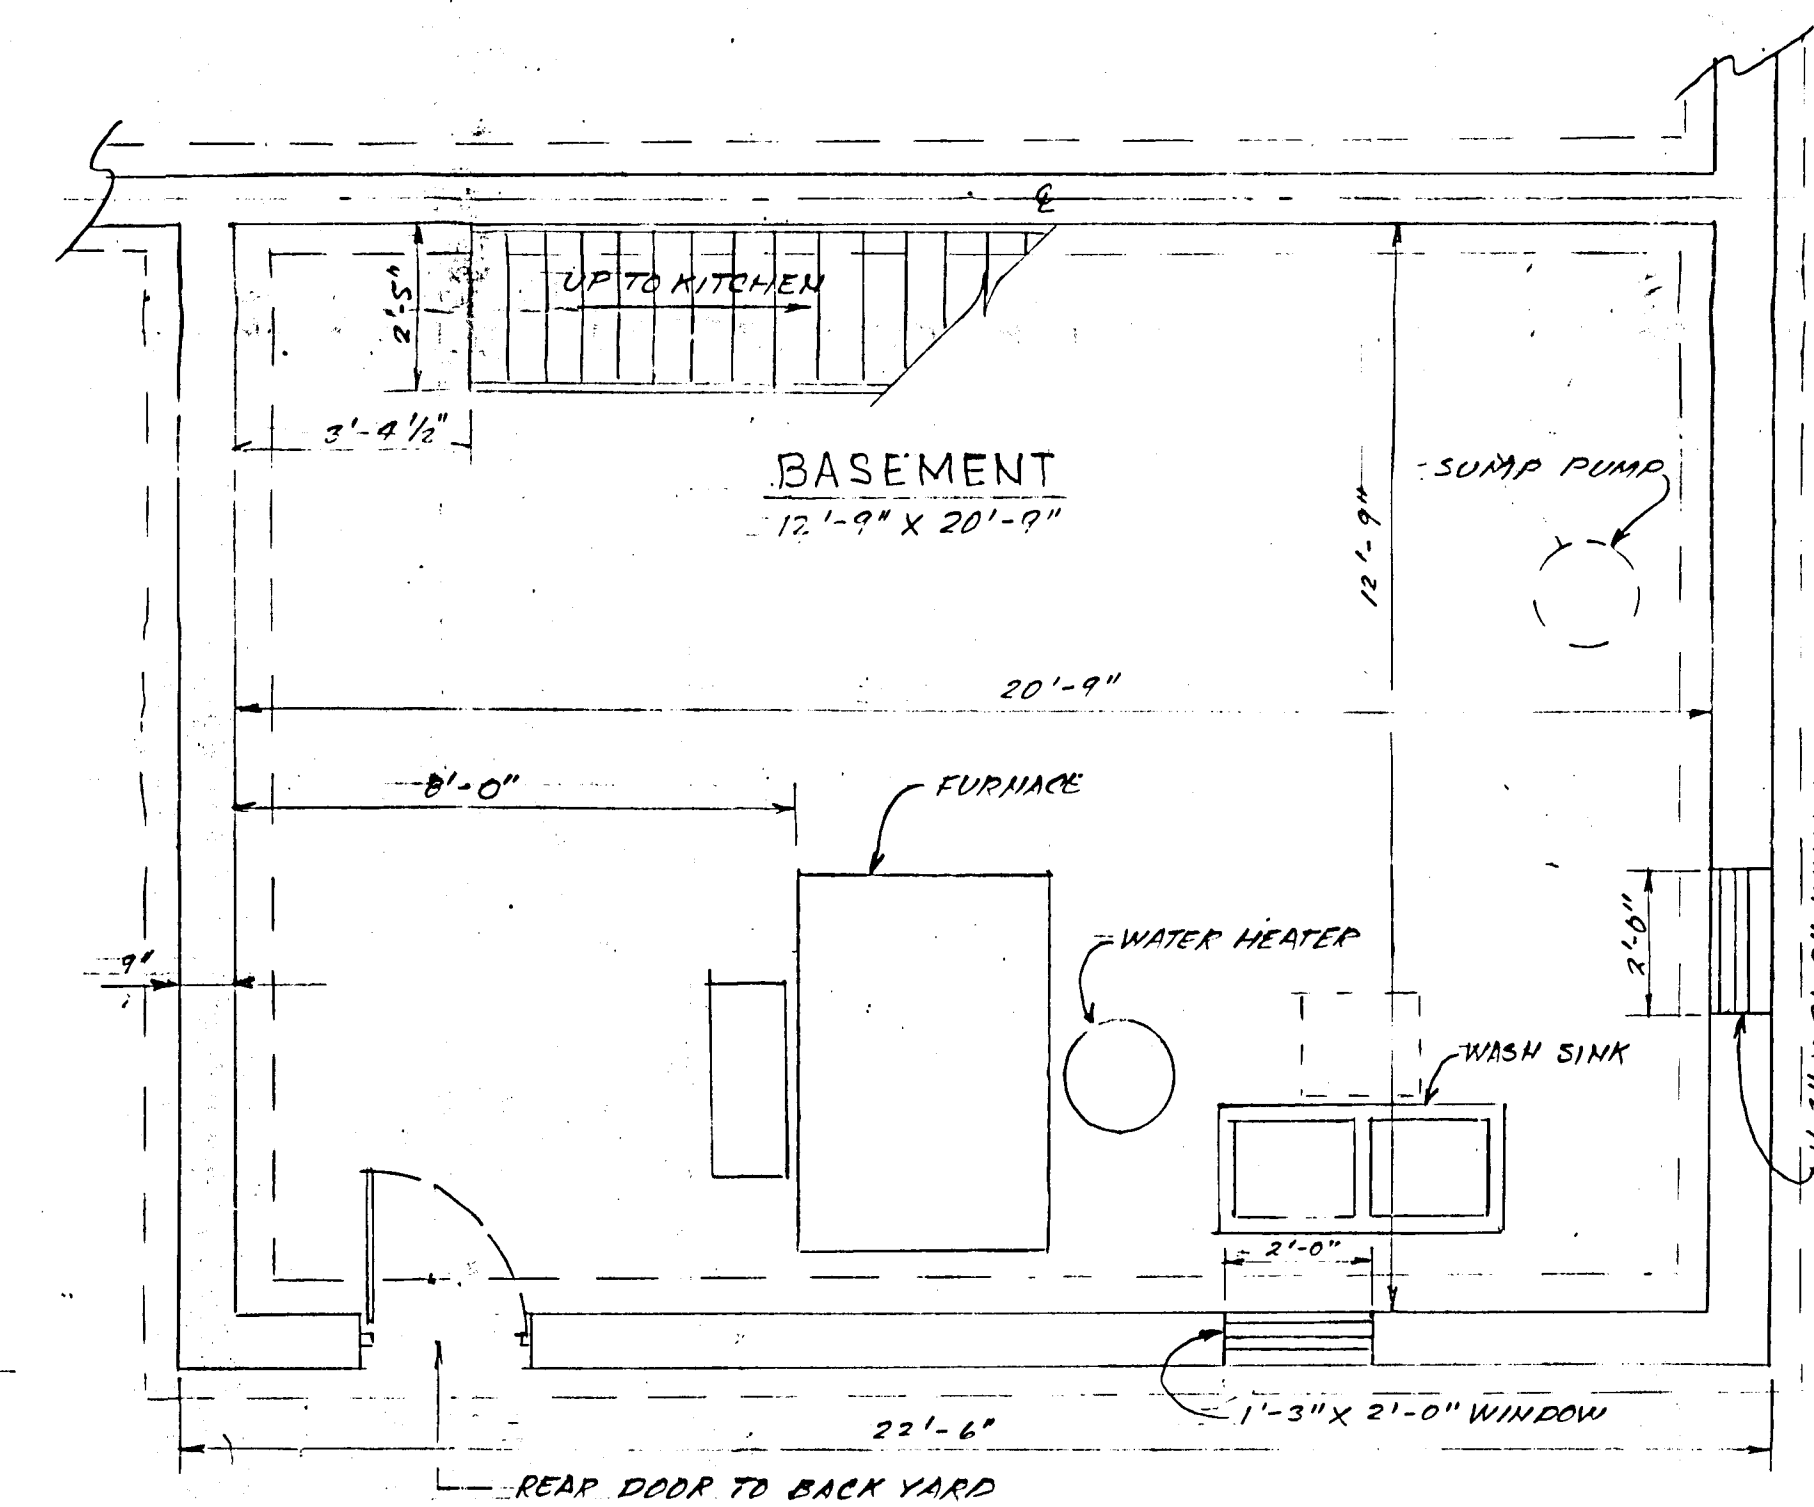 ℄
UP TO KITCHEN
2'-5"
3'-4 1/2"
BASEMENT
12'-9" X 20'-9"
SUMP PUMP
12'-9"
20'-9"
8'-0"
FURNACE
WATER HEATER
2'-0"
9"
WASH SINK
2'-0"
1'-3" X 2'-0" WINDOW
22'-6"
REAR DOOR TO BACK YARD